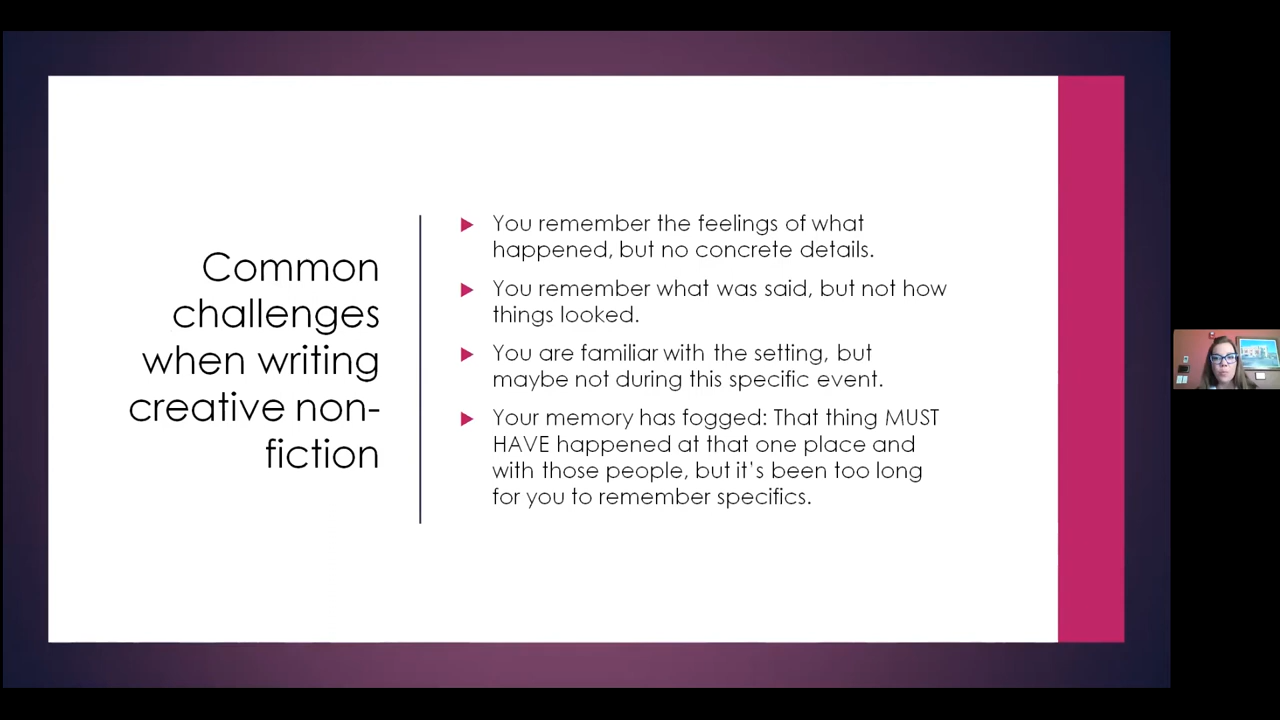 Common
challenges
when writing
creative non-
fiction
You remember the feelings of what
happened, but no concrete details.
You remember what was said, but not how
things looked.
You are familiar with the setting, but
maybe not during this specific event.
Your memory has fogged: That thing MUST
HAVE happened at that one place and
with those people, but it's been too long
for you to remember specifics.